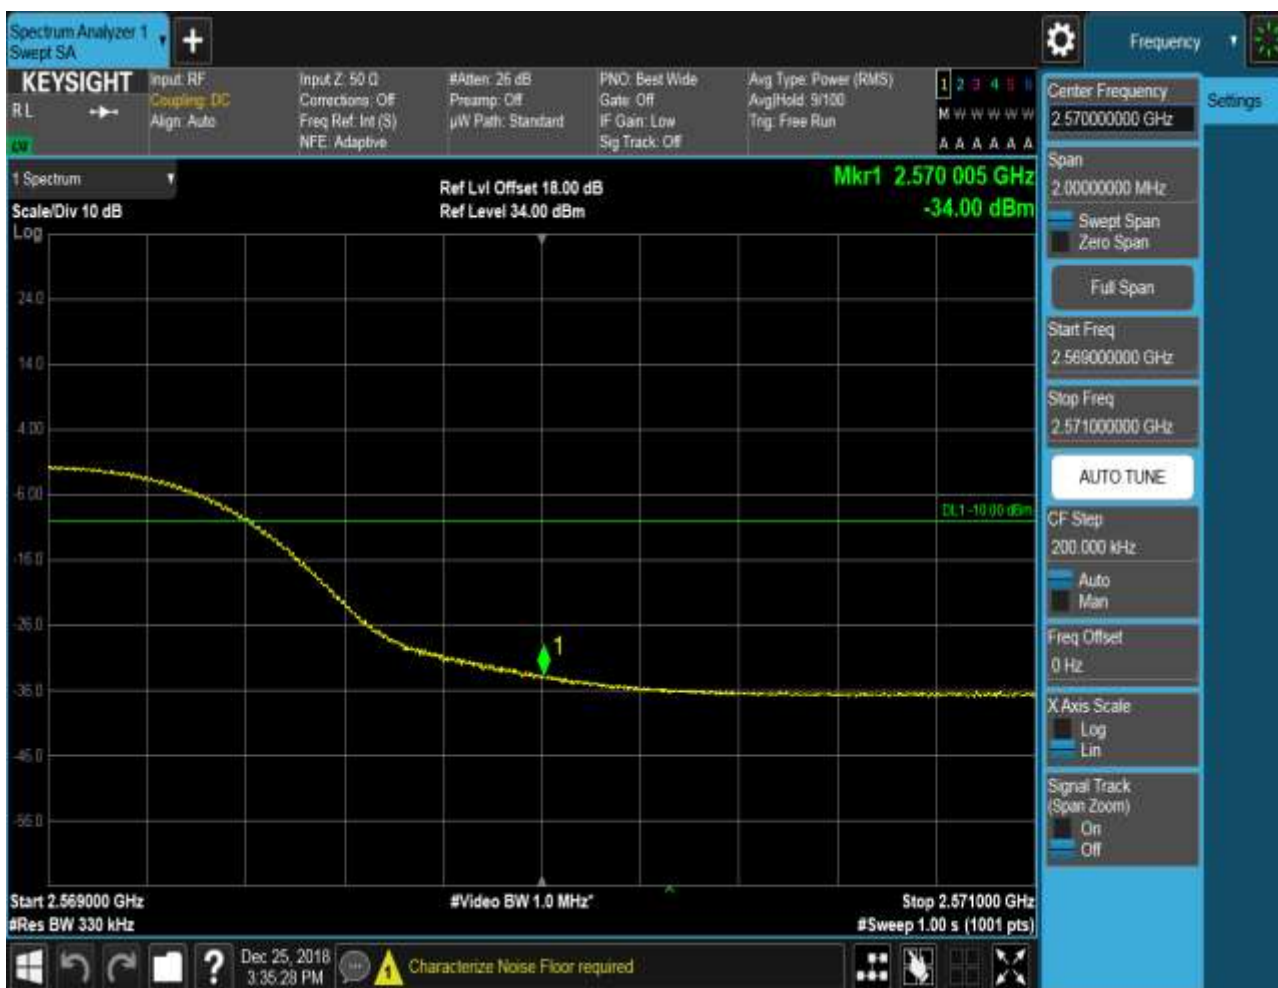 Spectrum Analyzer 1
Swept SA
+
Frequency
KEYSIGHT
R L
Input: RF
Coupling: DC
Align: Auto
Input Z: 50 Ω
Corrections: Off
Freq Ref: Int (S)
NFE: Adaptive
#Atten: 26 dB
Preamp: Off
µW Path: Standard
PNO: Best Wide
Gate: Off
IF Gain: Low
Sig Track: Off
Avg Type: Power (RMS)
Avg|Hold: 9/100
Trig: Free Run
1 2 3 4 5 6
M W W W W W
A A A A A A
1 Spectrum
Scale/Div 10 dB
Log
Ref Lvl Offset 18.00 dB
Ref Level 34.00 dBm
Mkr1 2.570 005 GHz
-34.00 dBm
24.0
14.0
4.00
-6.00
-16.0
-26.0
-36.0
-46.0
-56.0
DL1 -10.00 dBm
1
Start 2.569000 GHz
#Res BW 330 kHz
#Video BW 1.0 MHz*
Stop 2.571000 GHz
#Sweep 1.00 s (1001 pts)
?
Dec 25, 2018
3:35:28 PM
1
Characterize Noise Floor required
Center Frequency
2.570000000 GHz
Settings
Span
2.00000000 MHz
Swept Span
Zero Span
Full Span
Start Freq
2.569000000 GHz
Stop Freq
2.571000000 GHz
AUTO TUNE
CF Step
200.000 kHz
Auto
Man
Freq Offset
0 Hz
X Axis Scale
Log
Lin
Signal Track
(Span Zoom)
On
Off